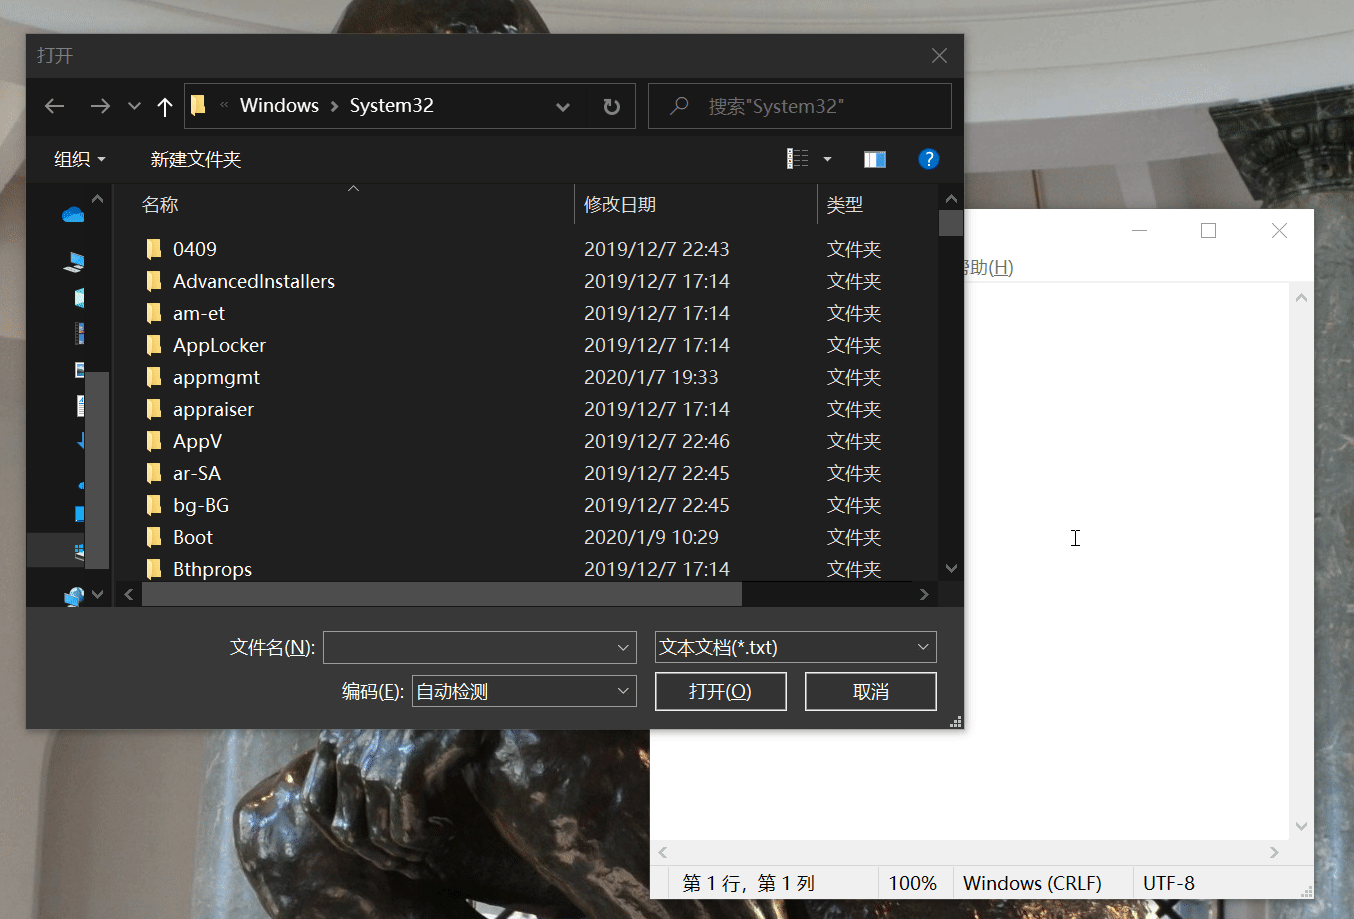 打开
« Windows › System32
搜索"System32"
组织
新建文件夹
?
名称 修改日期 类型
0409 2019/12/7 22:43 文件夹
AdvancedInstallers 2019/12/7 17:14 文件夹
am-et 2019/12/7 17:14 文件夹
AppLocker 2019/12/7 17:14 文件夹
appmgmt 2020/1/7 19:33 文件夹
appraiser 2019/12/7 17:14 文件夹
AppV 2019/12/7 22:46 文件夹
ar-SA 2019/12/7 22:45 文件夹
bg-BG 2019/12/7 22:45 文件夹
Boot 2020/1/9 10:29 文件夹
Bthprops 2019/12/7 17:14 文件夹
文件名(N):
文本文档(*.txt)
编码(E): 自动检测
打开(O) 取消
帮助(H)
第 1 行，第 1 列 100% Windows (CRLF) UTF-8